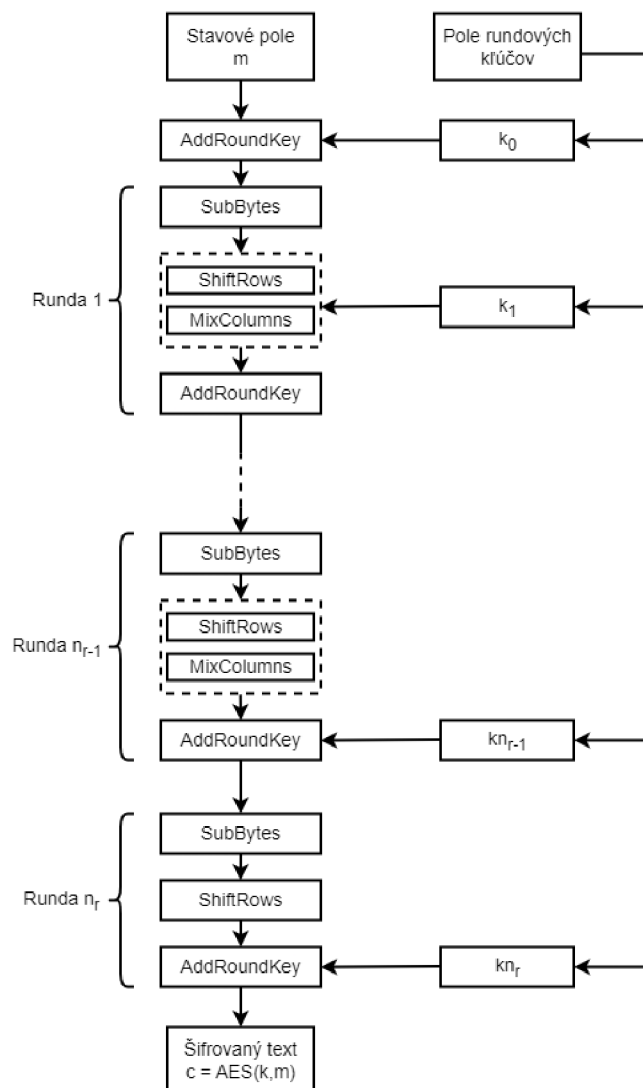 Stavové pole
m
Pole rundových
kľúčov
AddRoundKey
k0
SubBytes
Runda 1
ShiftRows
MixColumns
k1
AddRoundKey
SubBytes
Runda nr-1
ShiftRows
MixColumns
AddRoundKey
knr-1
SubBytes
Runda nr
ShiftRows
AddRoundKey
knr
Šifrovaný text
c = AES(k,m)